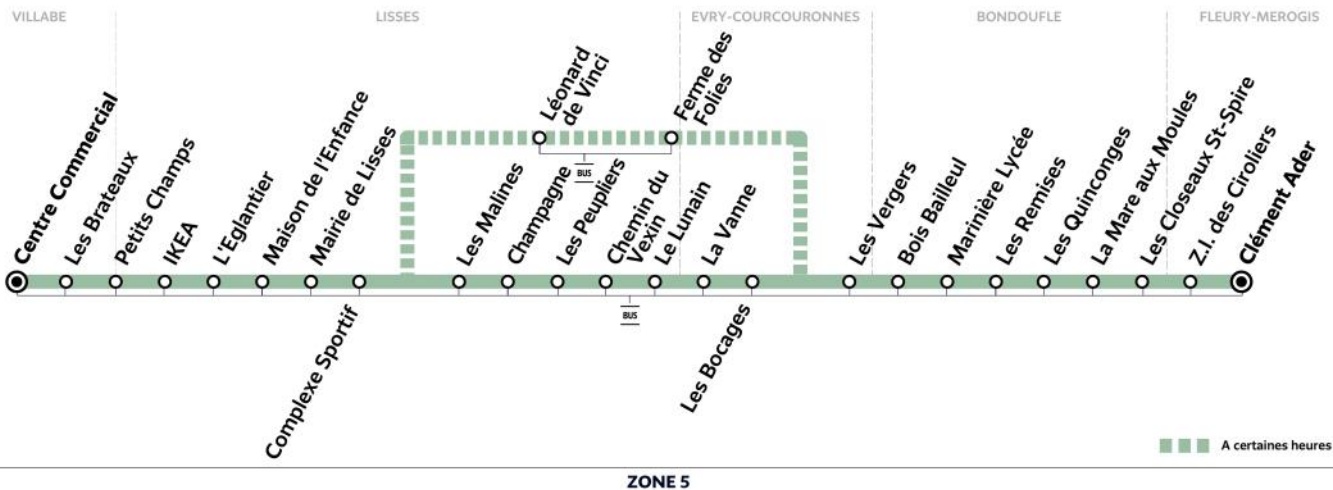 VILLABE
LISSES
EVRY-COURCOURONNES
BONDOUFLE
FLEURY-MEROGIS
Centre Commercial
Les Brateaux
Petits Champs
IKEA
L'Eglantier
Maison de l'Enfance
Mairie de Lisses
Complexe Sportif
Léonard
de Vinci
Ferme des
Folies
BUS
Les Malines
Champagne
Les Peupliers
Chemin du
Vexin
Le Lunain
La Vanne
Les Bocages
BUS
Les Vergers
Bois Bailleul
Marinière Lycée
Les Remises
Les Quinconges
La Mare aux Moules
Les Closeaux St-Spire
Z.I. des Ciroliers
Clément Ader
A certaines heures
ZONE 5